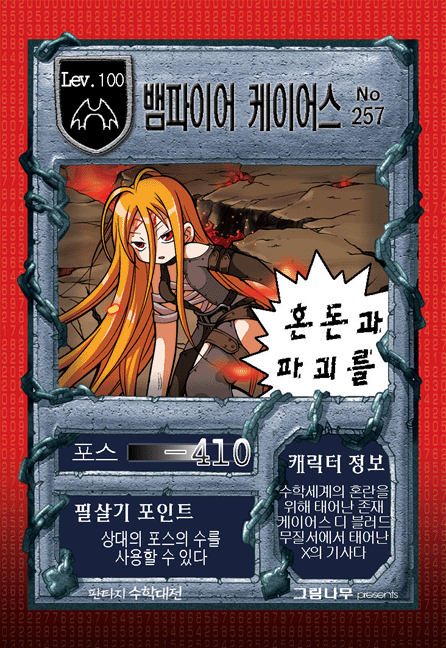 Lev.100
뱀파이어 케이어스
No
257
혼돈과
파괴를
포스 -410
필살기 포인트
상대의 포스의 수를
사용할 수 있다
캐릭터 정보
수학세계의 혼란을
위해 태어난 존재
케이어스 디 블러드
무질서에서 태어난
X의 기사다
판타지 수학대전
그림나무 presents